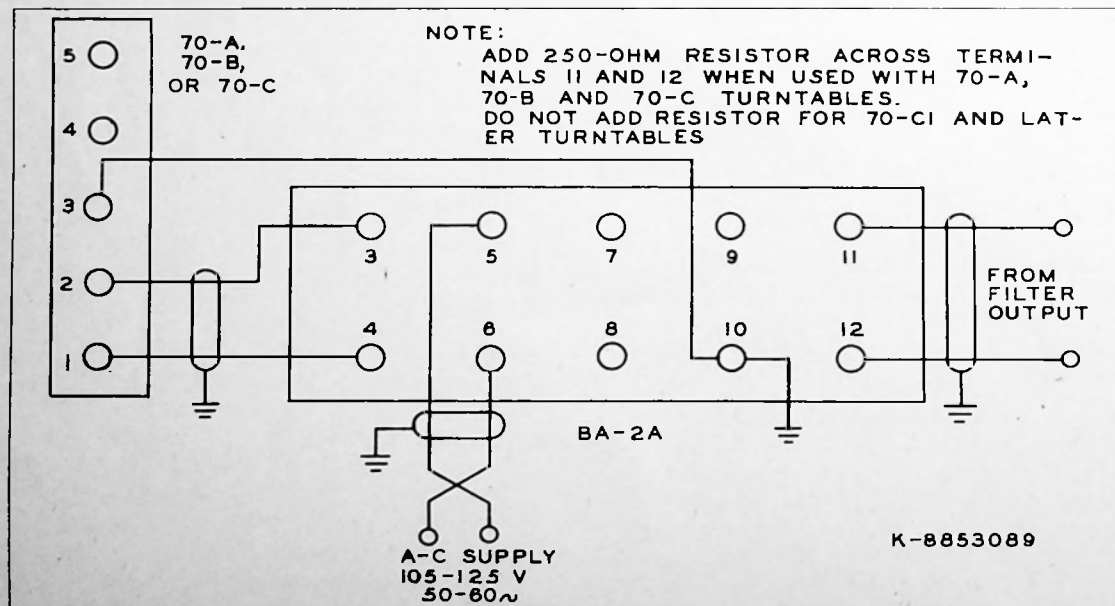 70-A,
70-B,
OR 70-C
NOTE:
ADD 250-OHM RESISTOR ACROSS TERMI-
NALS 11 AND 12 WHEN USED WITH 70-A,
70-B AND 70-C TURNTABLES.
DO NOT ADD RESISTOR FOR 70-C1 AND LAT-
ER TURNTABLES
5
4
3
2
1
3 5 7 9 11
4 6 8 10 12
FROM
FILTER
OUTPUT
BA-2A
A-C SUPPLY
105-125 V
50-60~
K-8853089